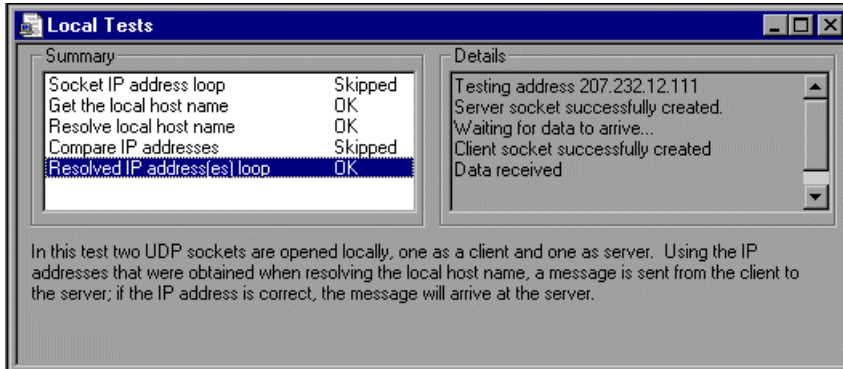 Local Tests
Summary
Socket IP address loop Skipped
Get the local host name OK
Resolve local host name OK
Compare IP addresses Skipped
Resolved IP address(es) loop OK
Details
Testing address 207.232.12.111
Server socket successfully created.
Waiting for data to arrive...
Client socket successfully created
Data received
In this test two UDP sockets are opened locally, one as a client and one as server.  Using the IP
addresses that were obtained when resolving the local host name, a message is sent from the client to
the server; if the IP address is correct, the message will arrive at the server.